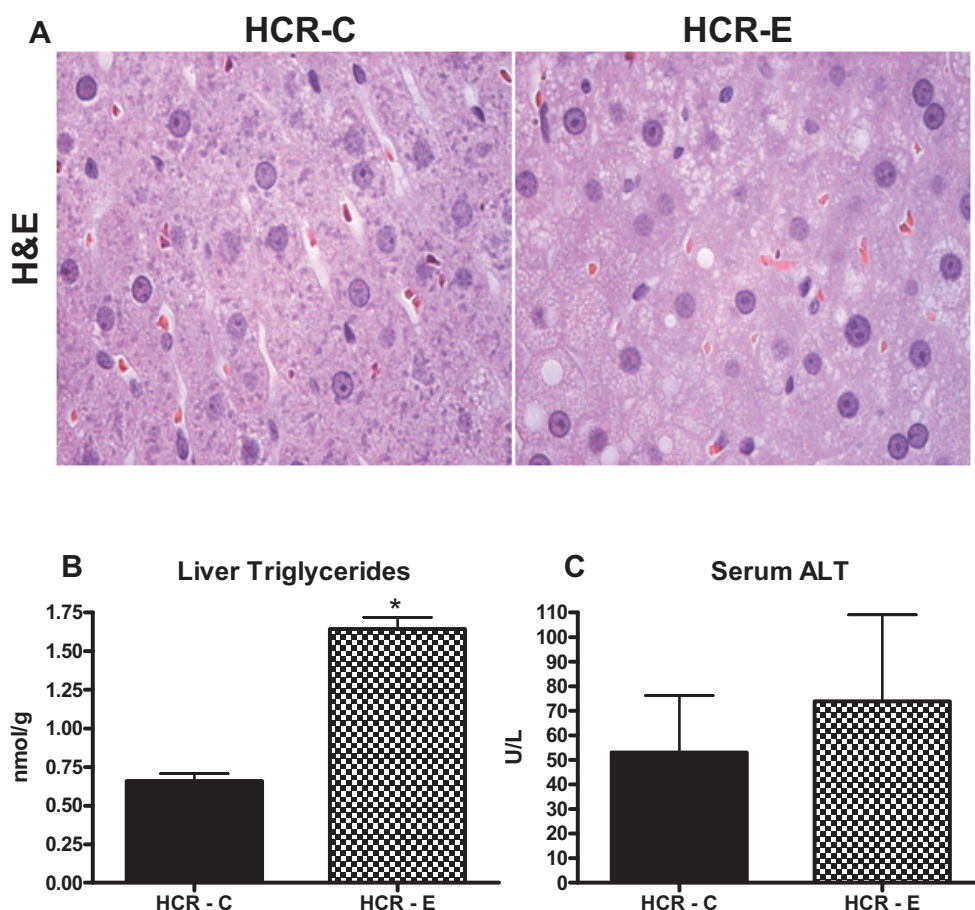 A
HCR-C
HCR-E
H&E
B
Liver Triglycerides
*
nmol/g
1.75
1.50
1.25
1.00
0.75
0.50
0.25
0.00
HCR - C
HCR - E
C
Serum ALT
U/L
110
100
90
80
70
60
50
40
30
20
10
0
HCR - C
HCR - E